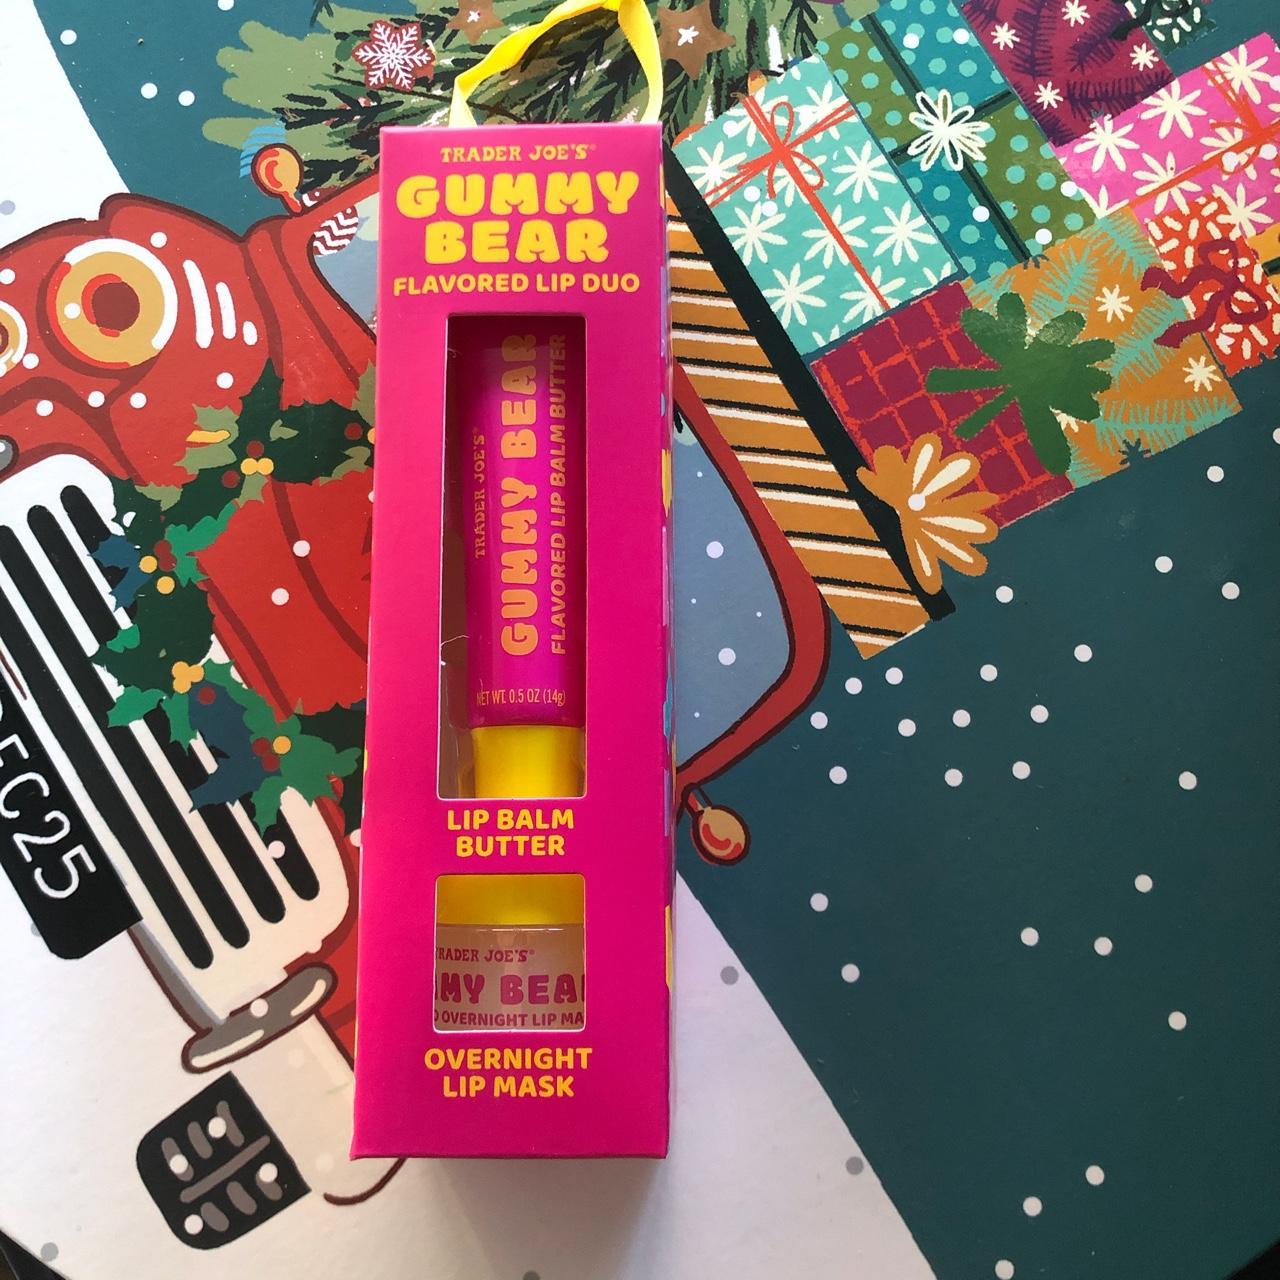 TRADER JOE'S®
GUMMY
BEAR
FLAVORED LIP DUO
TRADER JOE'S®
GUMMY BEAR
FLAVORED LIP BALM BUTTER
NET WT. 0.5 OZ (14g)
LIP BALM
BUTTER
TRADER JOE'S®
MY BEA
OVERNIGHT LIP MA
OVERNIGHT
LIP MASK
DEC25